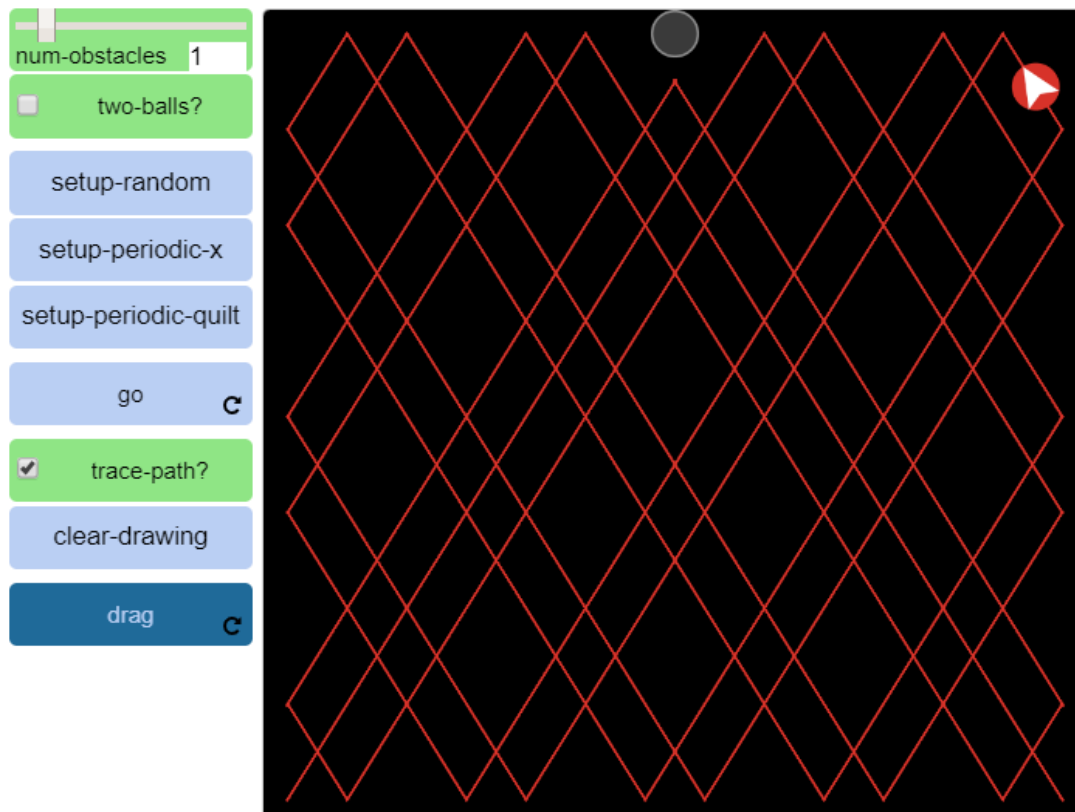 num-obstacles 1
two-balls?
setup-random
setup-periodic-x
setup-periodic-quilt
go
trace-path?
clear-drawing
drag